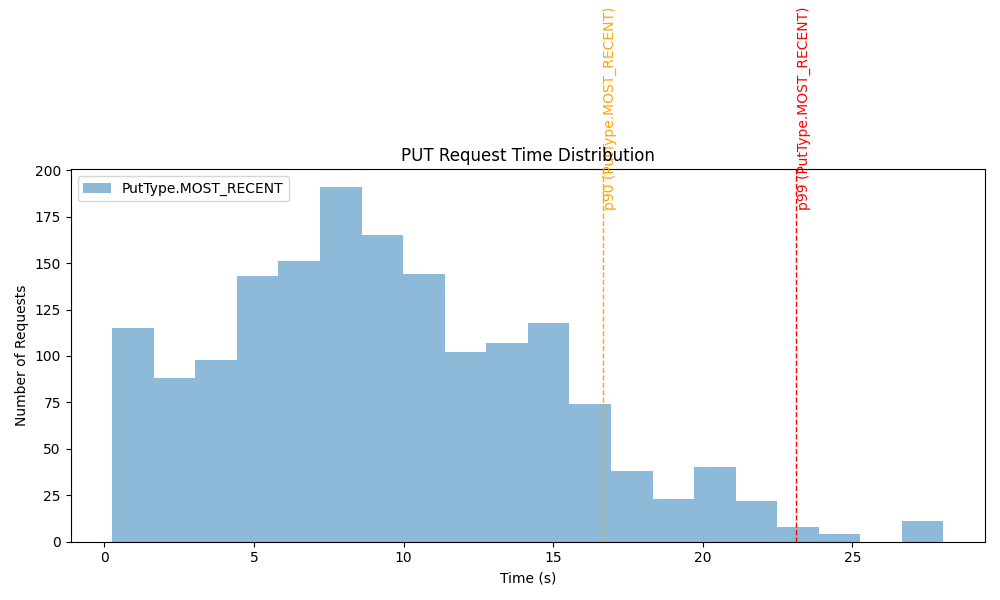 p90 (PutType.MOST_RECENT)
p99 (PutType.MOST_RECENT)
PUT Request Time Distribution
PutType.MOST_RECENT
Number of Requests
200
175
150
125
100
75
50
25
0
0 5 10 15 20 25
Time (s)